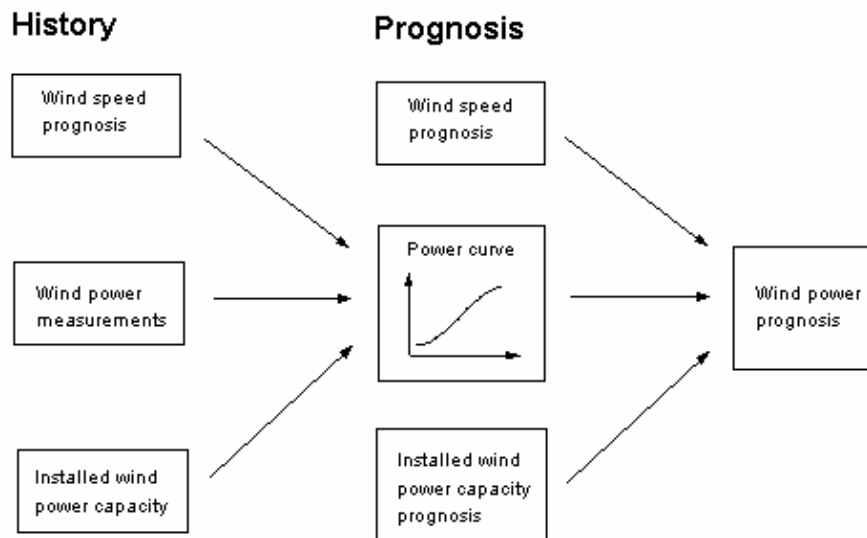 History
Prognosis
Wind speed
prognosis
Wind speed
prognosis
Wind power
measurements
Power curve
Wind power
prognosis
Installed wind
power capacity
Installed wind
power capacity
prognosis